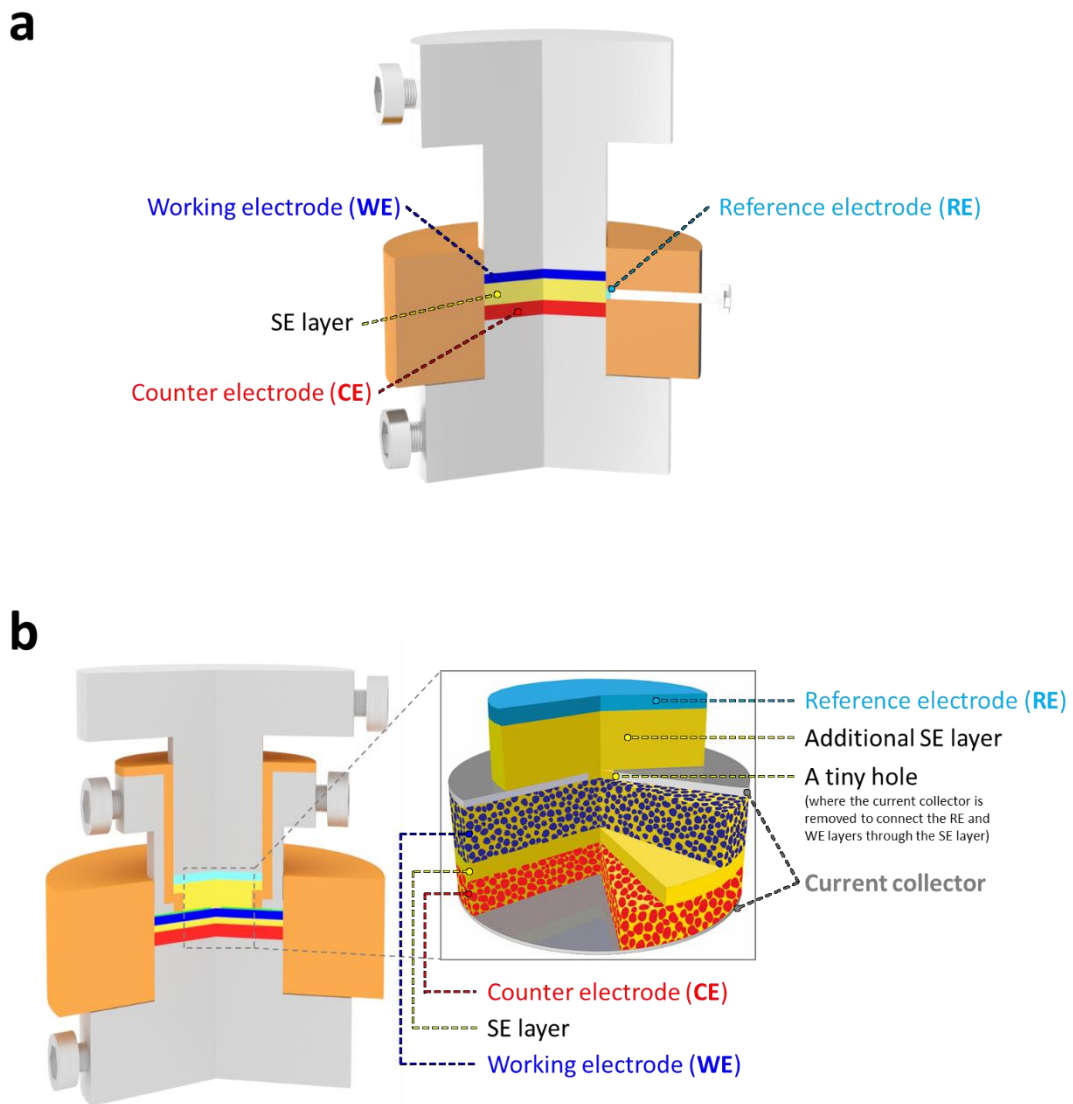 a
Working electrode (WE)
Reference electrode (RE)
SE layer
Counter electrode (CE)
b
Reference electrode (RE)
Additional SE layer
A tiny hole
(where the current collector is
removed to connect the RE and
WE layers through the SE layer)
Current collector
Counter electrode (CE)
SE layer
Working electrode (WE)